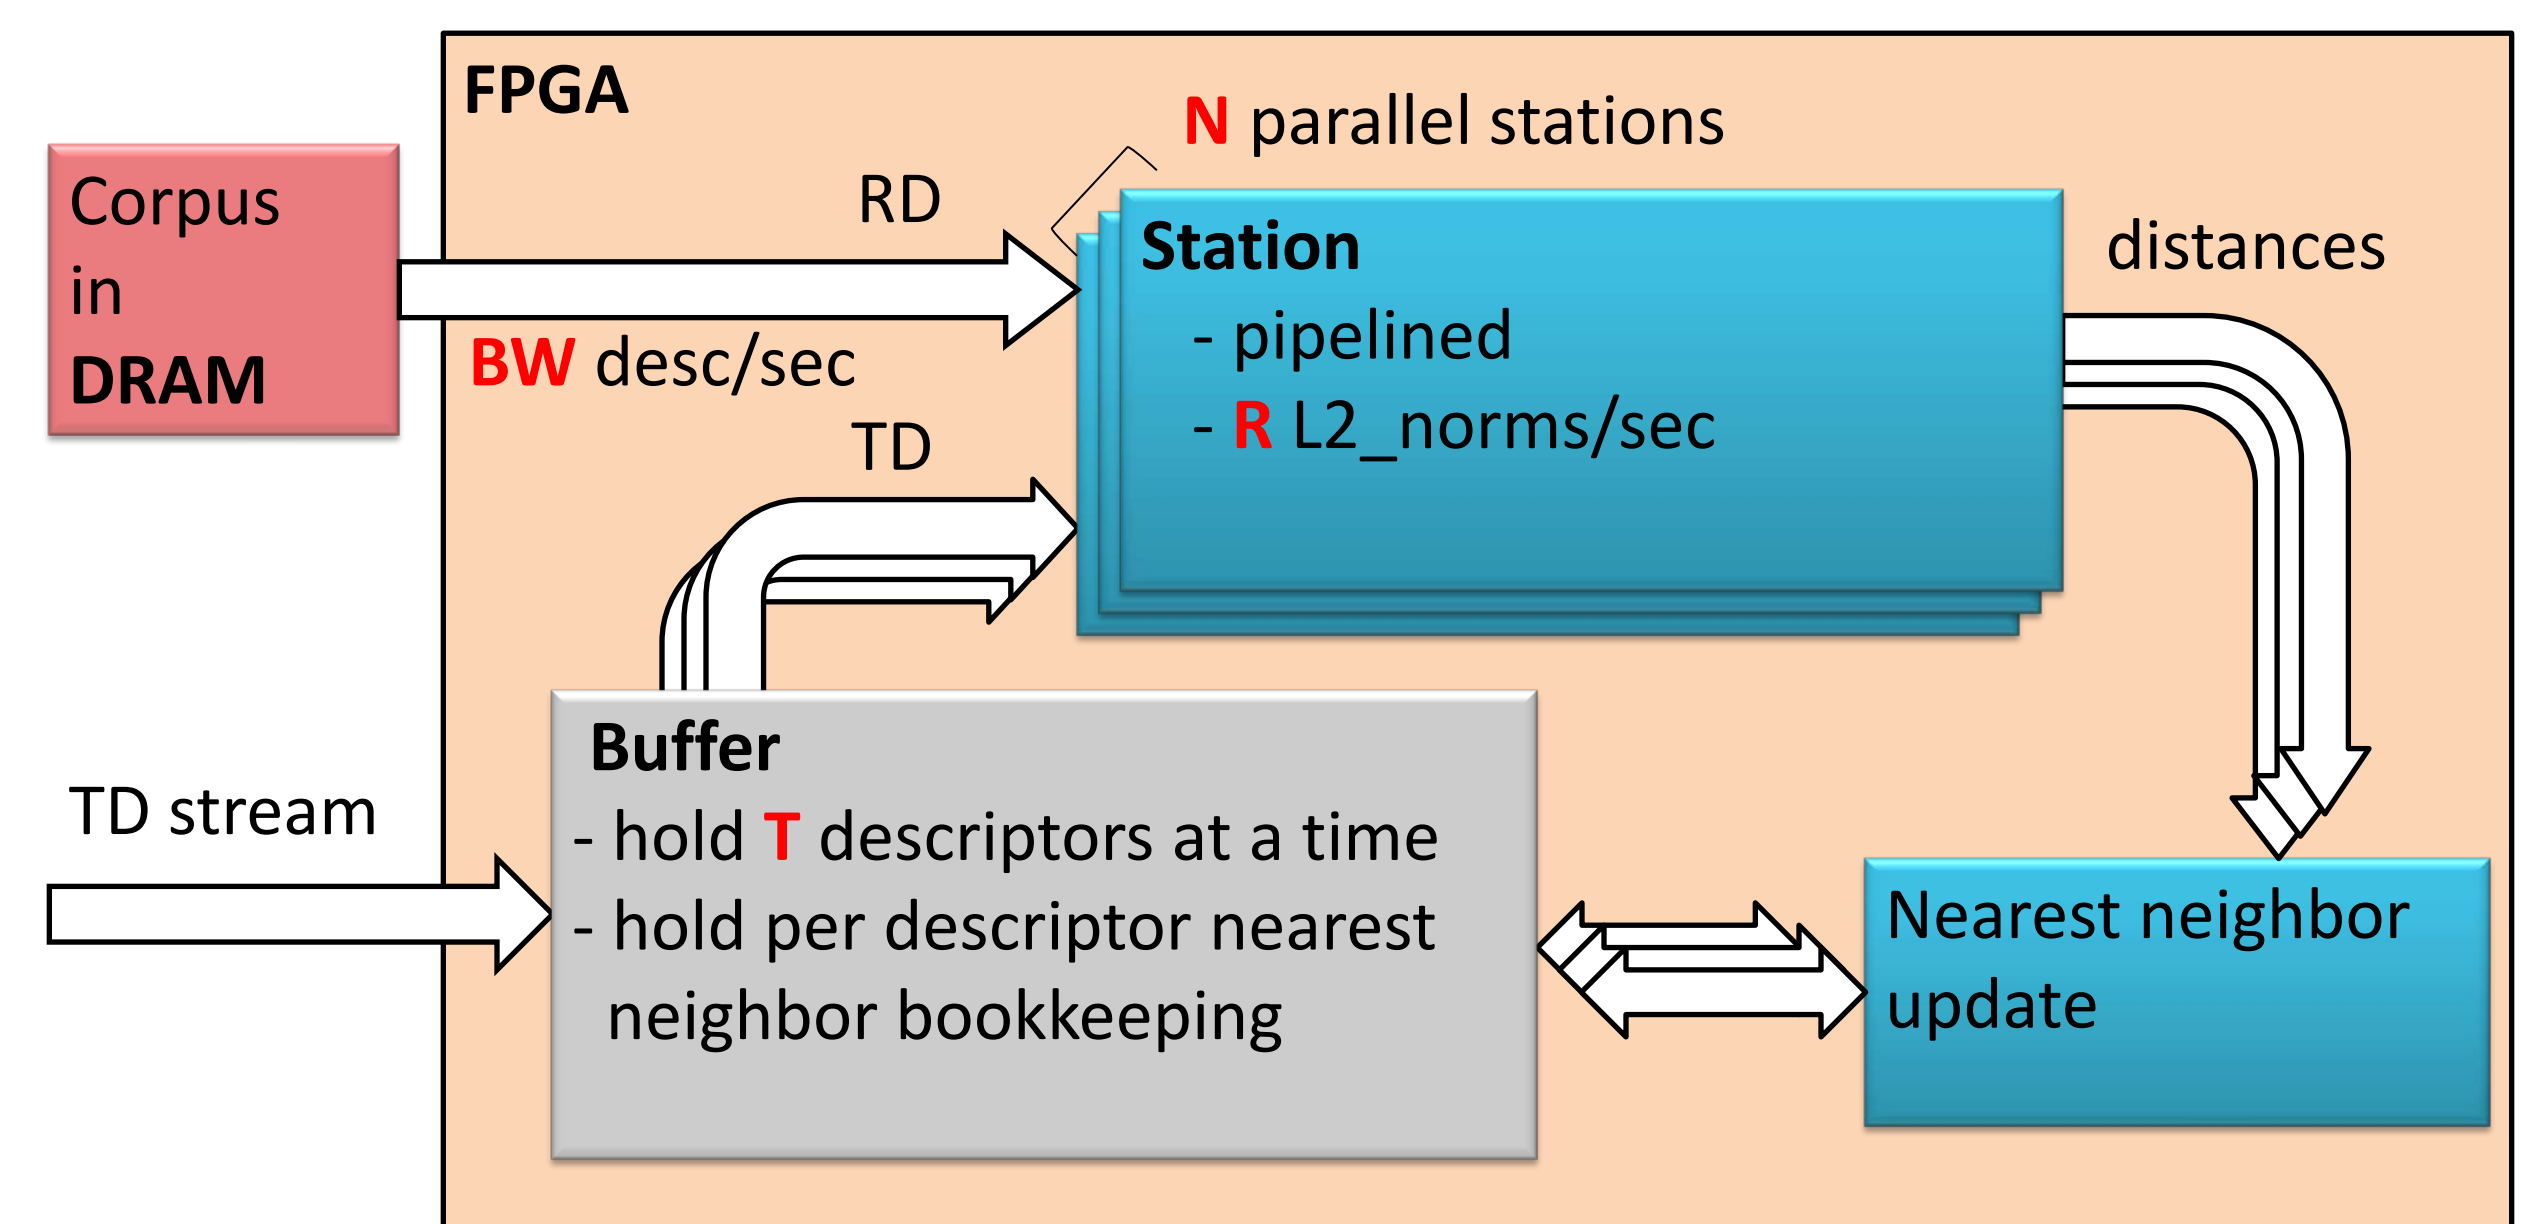 FPGA
N parallel stations
Corpus
in
DRAM
RD
BW desc/sec
TD
Station
- pipelined
- R L2_norms/sec
distances
TD stream
Buffer
- hold T descriptors at a time
- hold per descriptor nearest
neighbor bookkeeping
Nearest neighbor
update